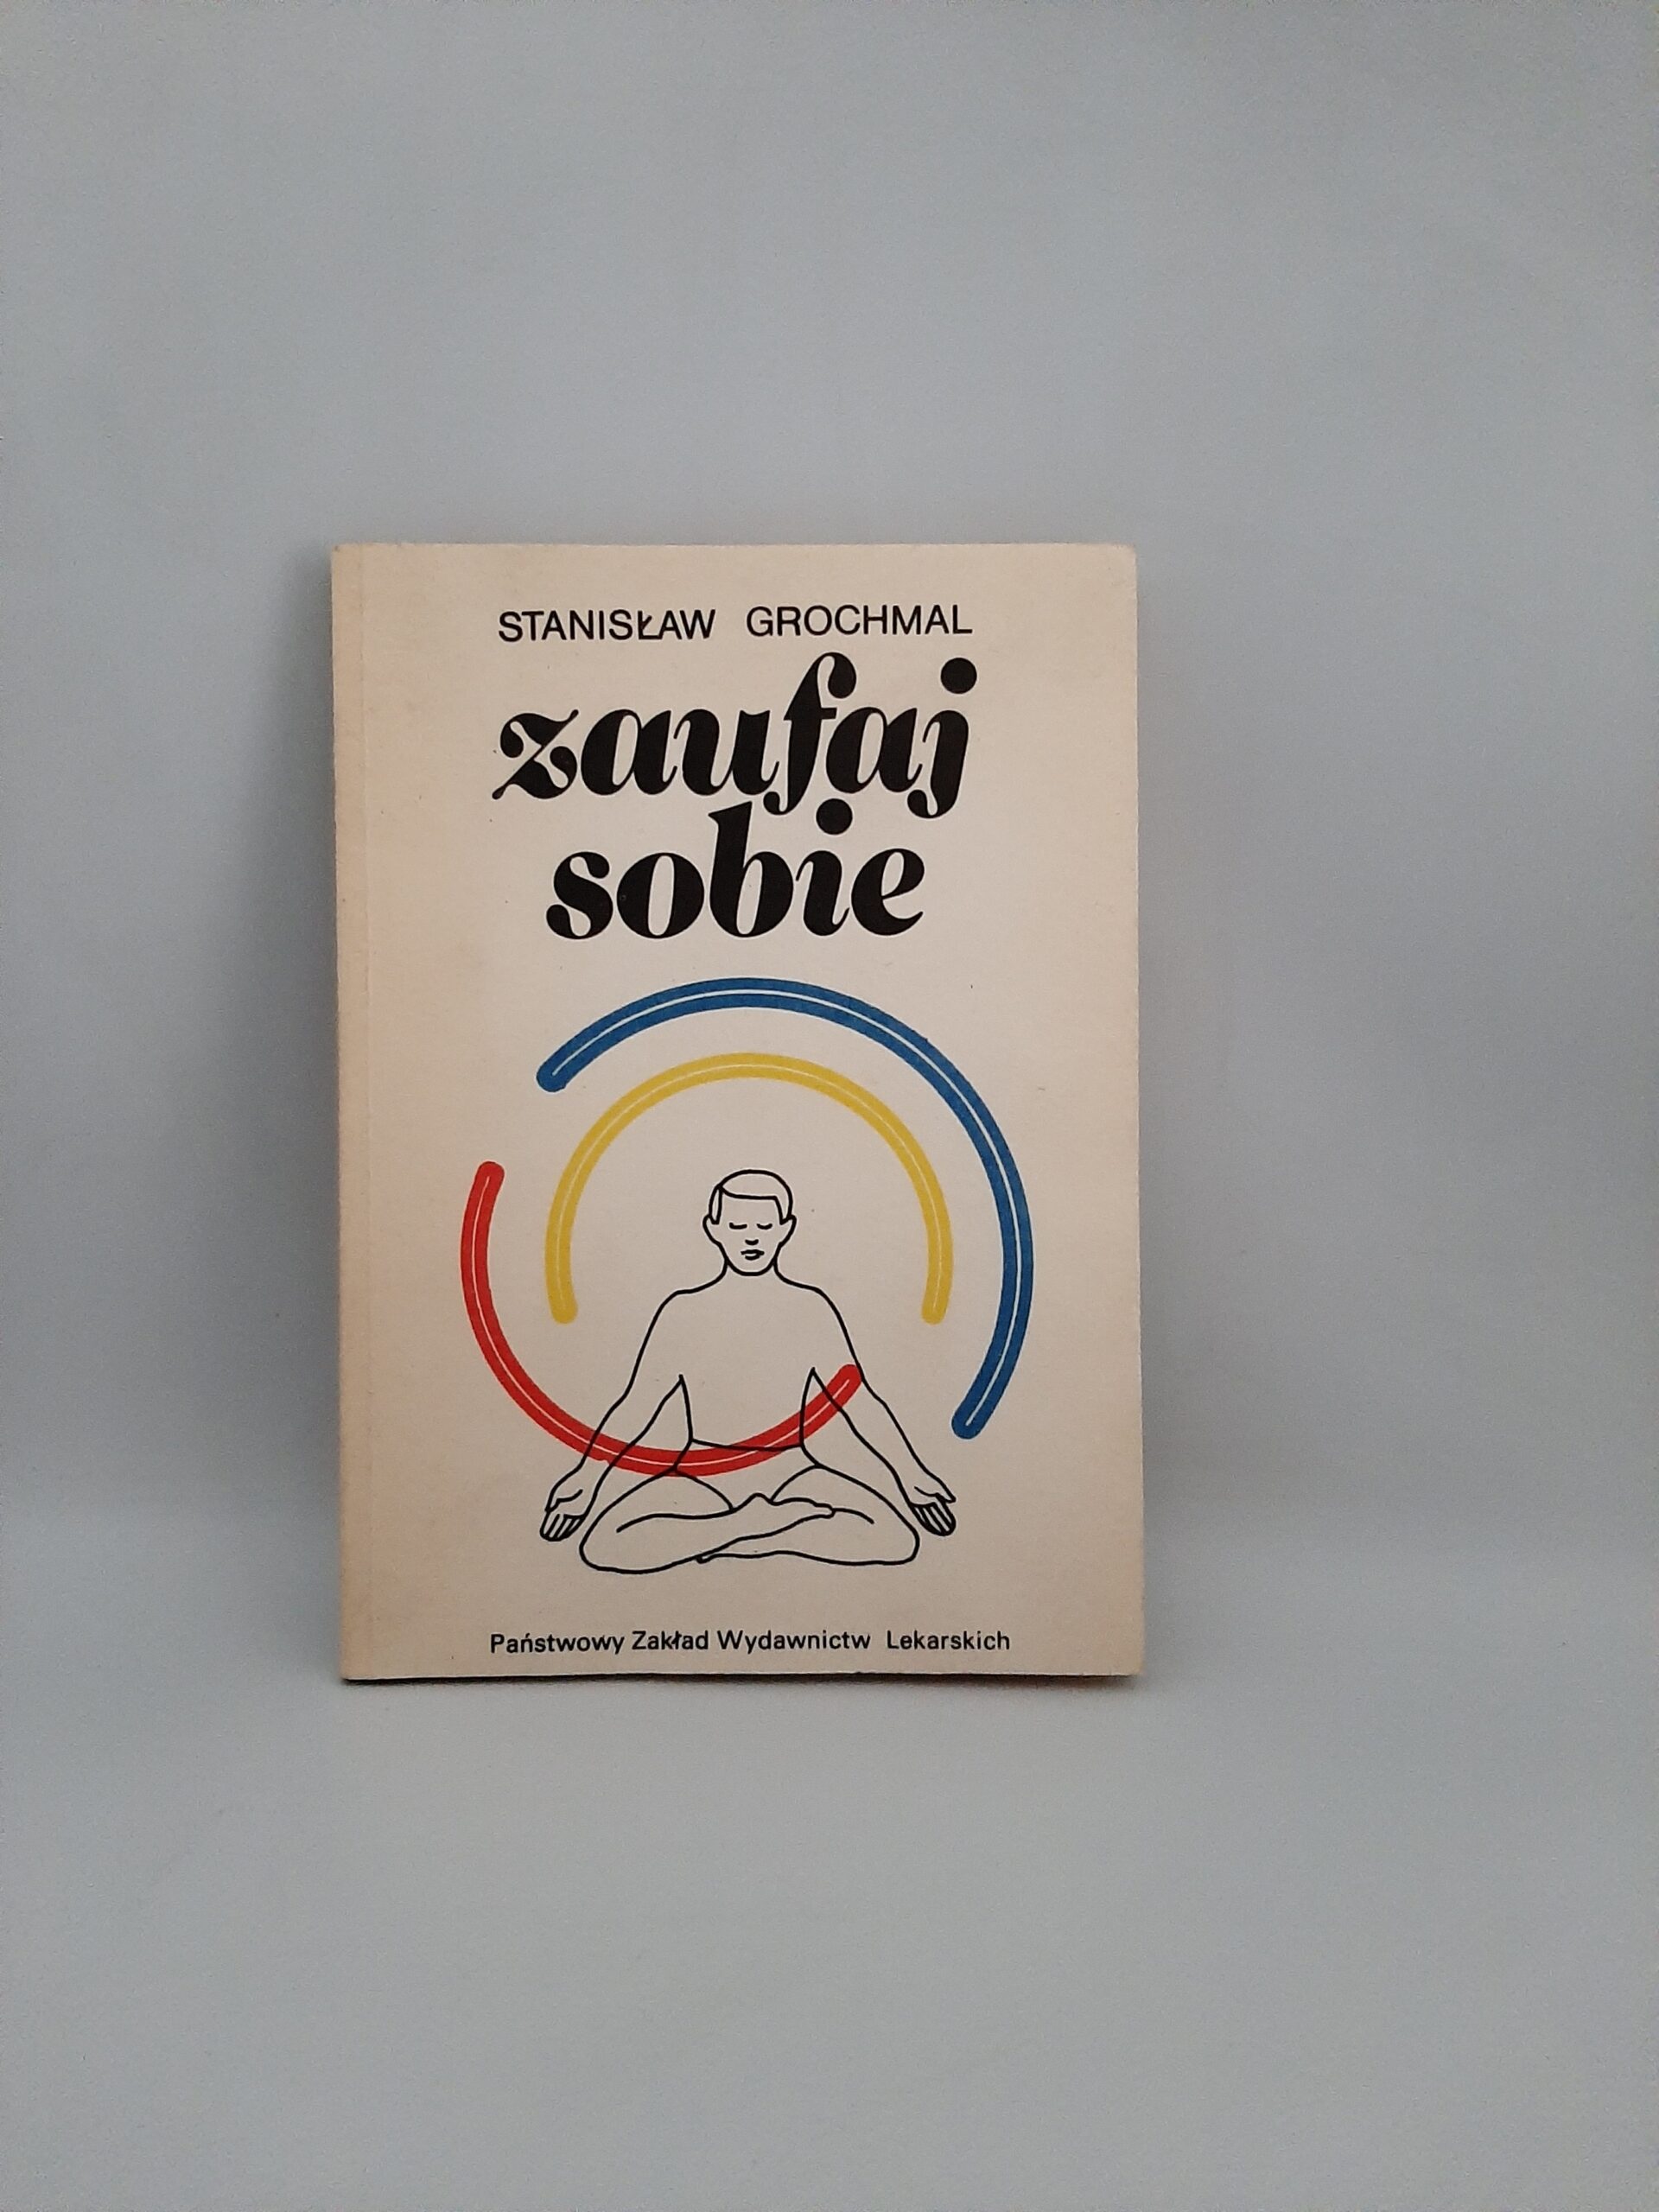 STANISŁAW GROCHMAL
zaufaj
sobie
Państwowy Zakład Wydawnictw Lekarskich